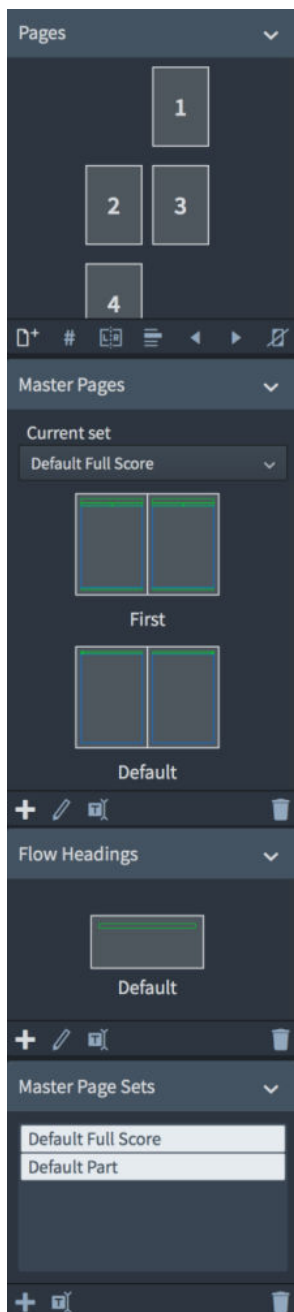 Pages
1
2 3
4
#
L R
Master Pages
Current set
Default Full Score
First
Default
T
Flow Headings
Default
T
Master Page Sets
Default Full Score
Default Part
T